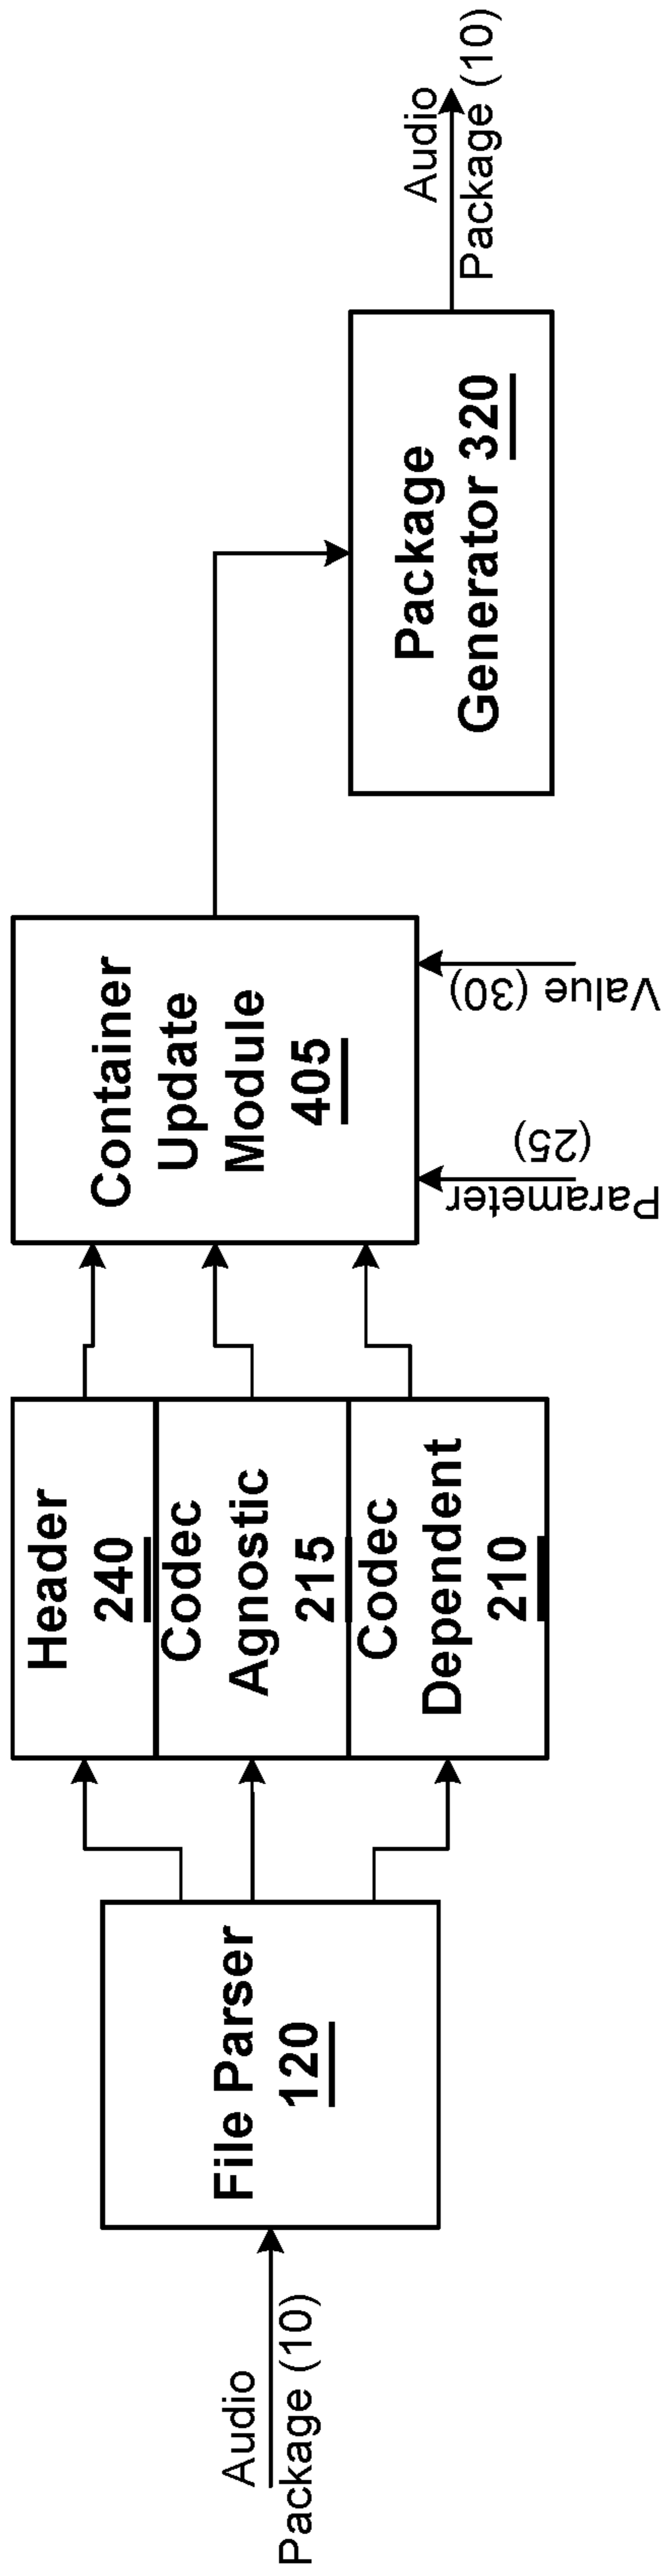 Audio
Package (10)
File Parser
120
Header
240
Codec
Agnostic
215
Codec
Dependent
210
Container
Update
Module
405
Parameter
(25)
Value (30)
Package
Generator 320
Audio
Package (10)